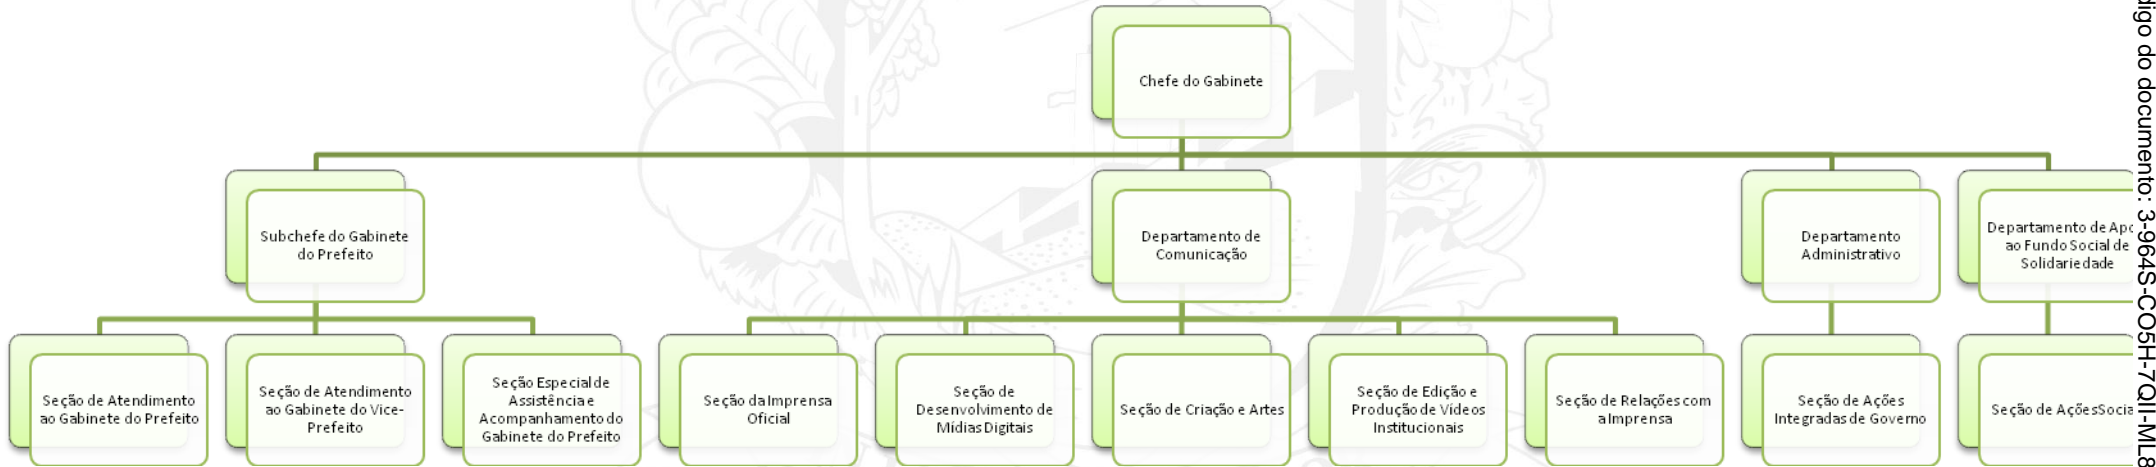 Chefe do Gabinete
Subchefe do Gabinete
do Prefeito
Departamento de
Comunicação
Departamento
Administrativo
Departamento de
ao Fundo Social de
Solidariedade
Seção de Atendimento
ao Gabinete do Prefeito
Seção de Atendimento
ao Gabinete do Vice-
Prefeito
Seção Especial de
Assistência e
Acompanhamento do
Gabinete do Prefeito
Seção da Imprensa
Oficial
Seção de
Desenvolvimento de
Mídias Digitais
Seção de Criação e Artes
Seção de Edição e
Produção de Vídeos
Institucionais
Seção de Relações com
a Imprensa
Seção de Ações
Integradas de Governo
Seção de Ações
do documento: 3-964S-CO5H-7QII-ML8